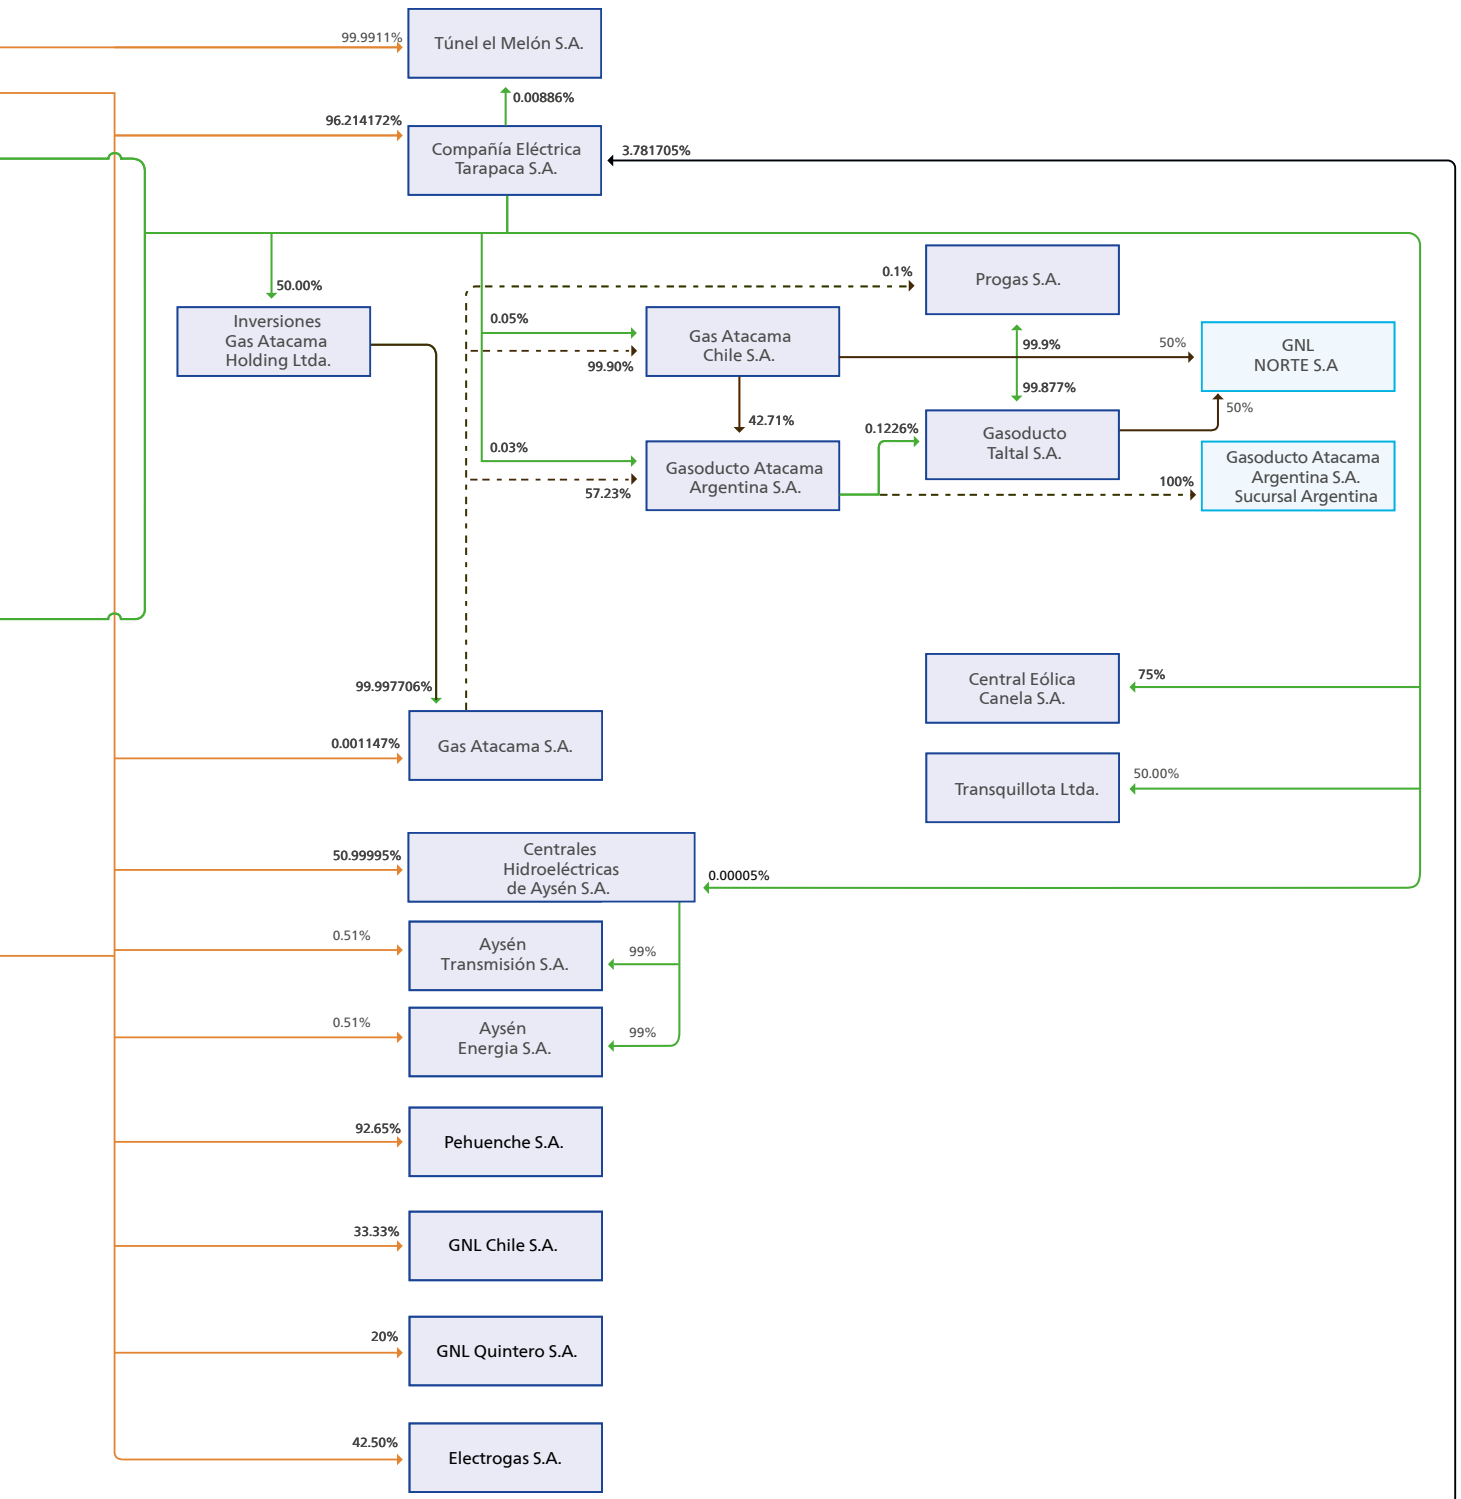 99.9911%
Túnel el Melón S.A.
0.00886%
96.214172%
Compañía Eléctrica
Tarapaca S.A.
3.781705%
50.00%
Inversiones
Gas Atacama
Holding Ltda.
0.1%
Progas S.A.
0.05%
99.90%
Gas Atacama
Chile S.A.
99.9%
50%
GNL
NORTE S.A
99.877%
50%
42.71%
0.03%
57.23%
Gasoducto Atacama
Argentina S.A.
0.1226%
Gasoducto
Taltal S.A.
100%
Gasoducto Atacama
Argentina S.A.
Sucursal Argentina
99.997706%
0.001147%
Gas Atacama S.A.
Central Eólica
Canela S.A.
75%
Transquillota Ltda.
50.00%
50.99995%
Centrales
Hidroeléctricas
de Aysén S.A.
0.00005%
0.51%
Aysén
Transmisión S.A.
99%
0.51%
Aysén
Energia S.A.
99%
92.65%
Pehuenche S.A.
33.33%
GNL Chile S.A.
20%
GNL Quintero S.A.
42.50%
Electrogas S.A.